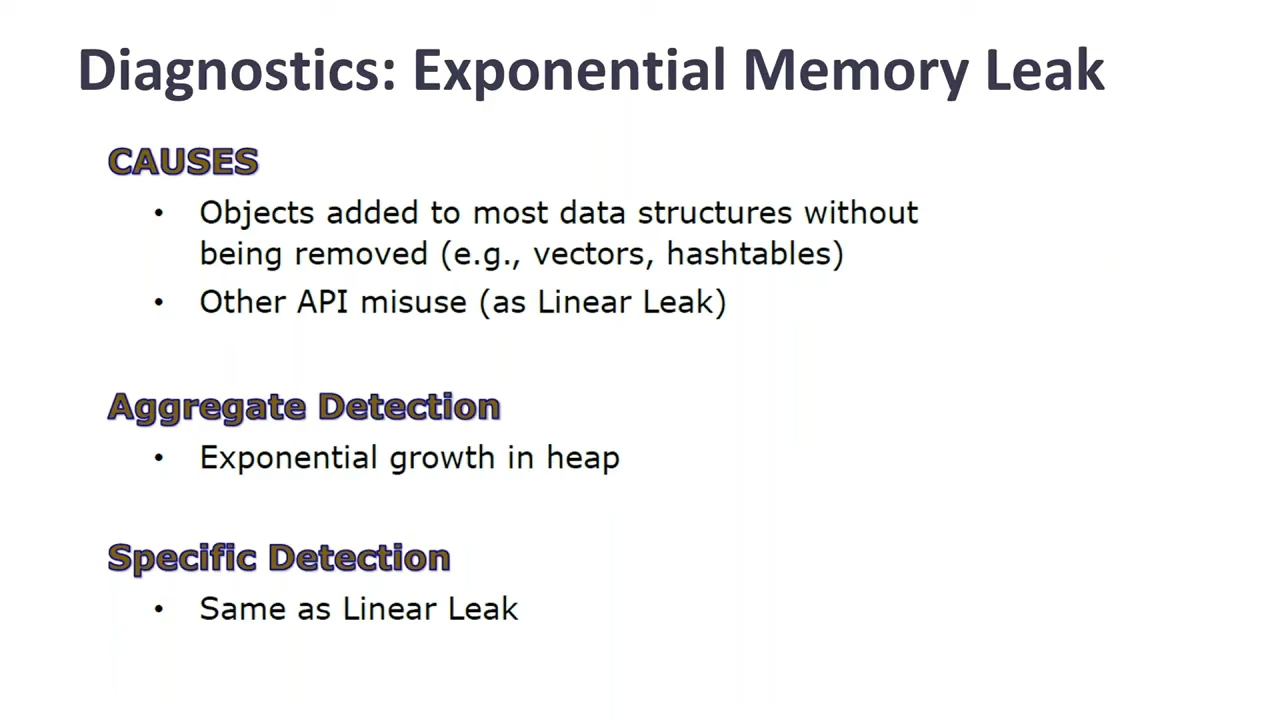 Diagnostics: Exponential Memory Leak
CAUSES
• Objects added to most data structures without
being removed (e.g., vectors, hashtables)
• Other API misuse (as Linear Leak)
Aggregate Detection
• Exponential growth in heap
Specific Detection
• Same as Linear Leak